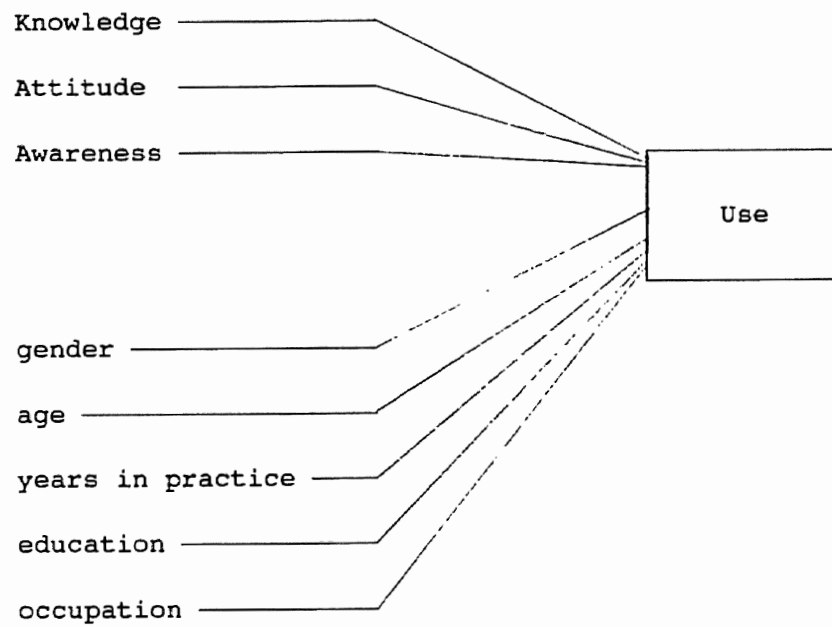 Knowledge
Attitude
Awareness
Use
gender
age
years in practice
education
occupation